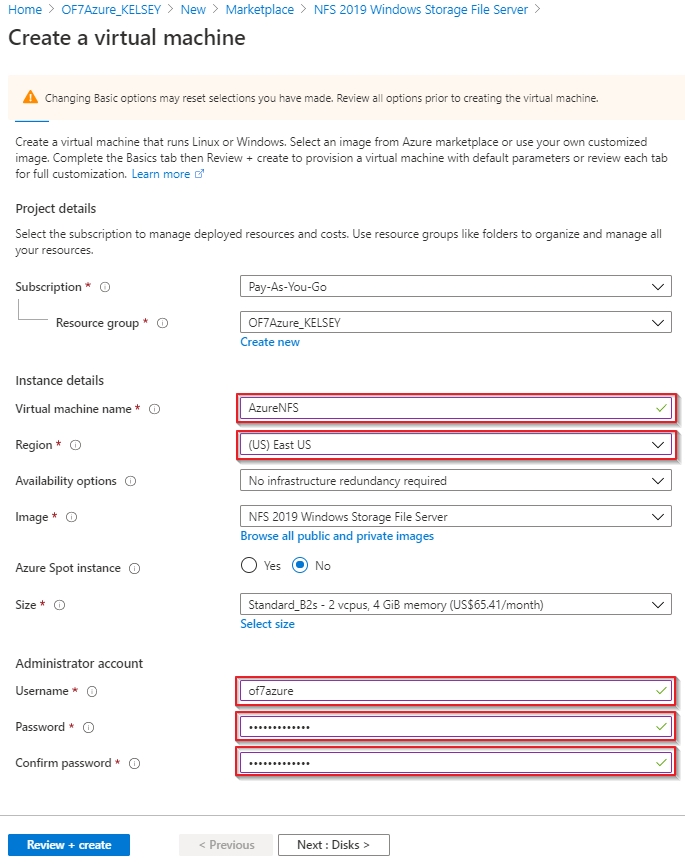 Home > OF7Azure_KELSEY > New > Marketplace > NFS 2019 Windows Storage File Server >
Create a virtual machine
Changing Basic options may reset selections you have made. Review all options prior to creating the virtual machine.
Create a virtual machine that runs Linux or Windows. Select an image from Azure marketplace or use your own customized
image. Complete the Basics tab then Review + create to provision a virtual machine with default parameters or review each tab
for full customization. Learn more
Project details
Select the subscription to manage deployed resources and costs. Use resource groups like folders to organize and manage all
your resources.
Subscription * Pay-As-You-Go
Resource group * OF7Azure_KELSEY
Create new
Instance details
Virtual machine name * AzureNFS
Region * (US) East US
Availability options No infrastructure redundancy required
Image * NFS 2019 Windows Storage File Server
Browse all public and private images
Azure Spot instance Yes No
Size * Standard_B2s - 2 vcpus, 4 GiB memory (US$65.41/month)
Select size
Administrator account
Username * of7azure
Password * •••••••••••••
Confirm password * •••••••••••••
Review + create < Previous Next : Disks >